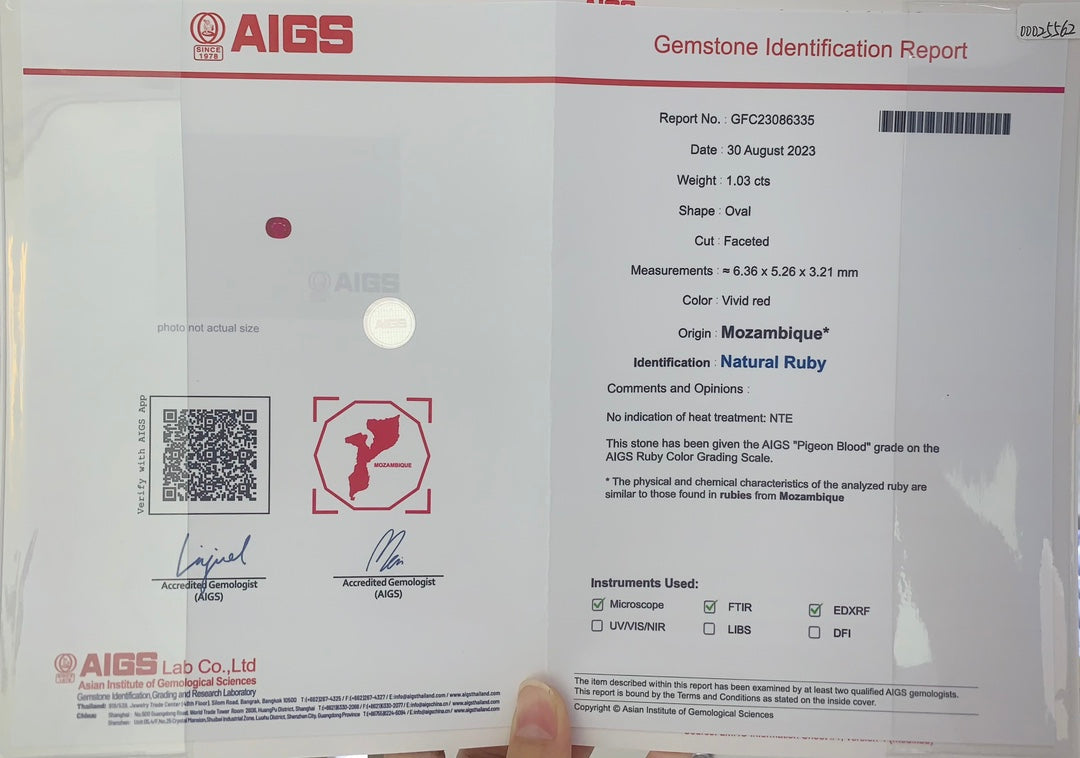 AIGS
SINCE
1978
AIGS
00025562
Gemstone Identification Report
Report No. : GFC23086335
Date : 30 August 2023
Weight : 1.03 cts
Shape : Oval
Cut : Faceted
Measurements : ≈ 6.36 x 5.26 x 3.21 mm
Color : Vivid red
Origin : Mozambique*
Identification : Natural Ruby
Comments and Opinions :
No indication of heat treatment: NTE
This stone has been given the AIGS "Pigeon Blood" grade on the
AIGS Ruby Color Grading Scale.
* The physical and chemical characteristics of the analyzed ruby are
similar to those found in rubies from Mozambique
AIGS
AIGS
photo not actual size
Verify with AIGS App
MOZAMBIQUE
Accredited Gemologist
(AIGS)
Accredited Gemologist
(AIGS)
Instruments Used:
Microscope
FTIR
EDXRF
UV/VIS/NIR
LIBS
DFI
AIGS Lab Co.,Ltd
Asian Institute of Gemological Sciences
Gemstone Identification,Grading and Research Laboratory
The item described within this report has been examined by at least two qualified AIGS gemologists.
This report is bound by the Terms and Conditions as stated on the inside cover.
Copyright © Asian Institute of Gemological Sciences